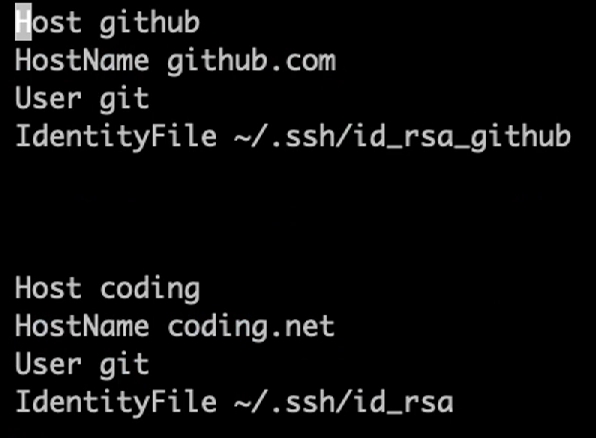 Host github
HostName github.com
User git
IdentityFile ~/.ssh/id_rsa_github
Host coding
HostName coding.net
User git
IdentityFile ~/.ssh/id_rsa